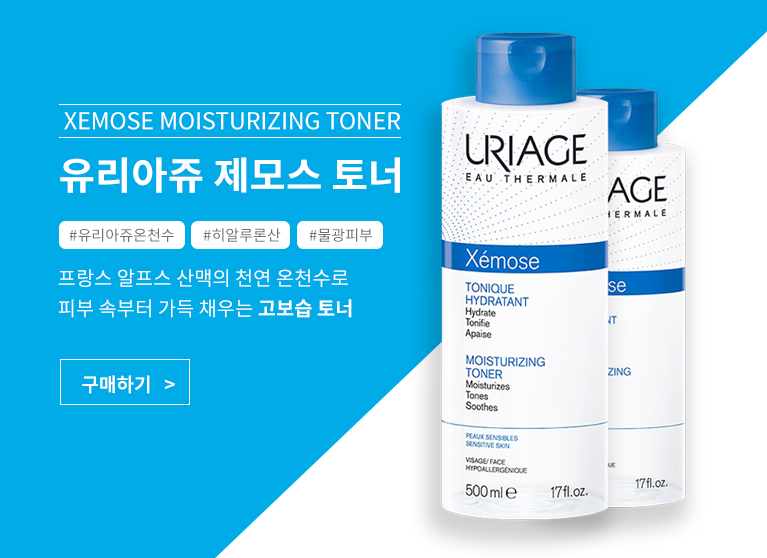 XEMOSE MOISTURIZING TONER
유리아쥬 제모스 토너
#유리아쥬온천수 #히알루론산 #물광피부
프랑스 알프스 산맥의 천연 온천수로
피부 속부터 가득 채우는 고보습 토너
구매하기 >
URIAGE
EAU THERMALE
Xémose
TONIQUE
HYDRATANT
Hydrate
Tonifie
Apaise
MOISTURIZING
TONER
Moisturizes
Tones
Soothes
PEAUX SENSIBLES
SENSITIVE SKIN
VISAGE/ FACE
HYPOALLERGÉNIQUE
500 ml e 17fl.oz.
AGE
HERMALE
se
NT
ZING
UE
17fl.oz.